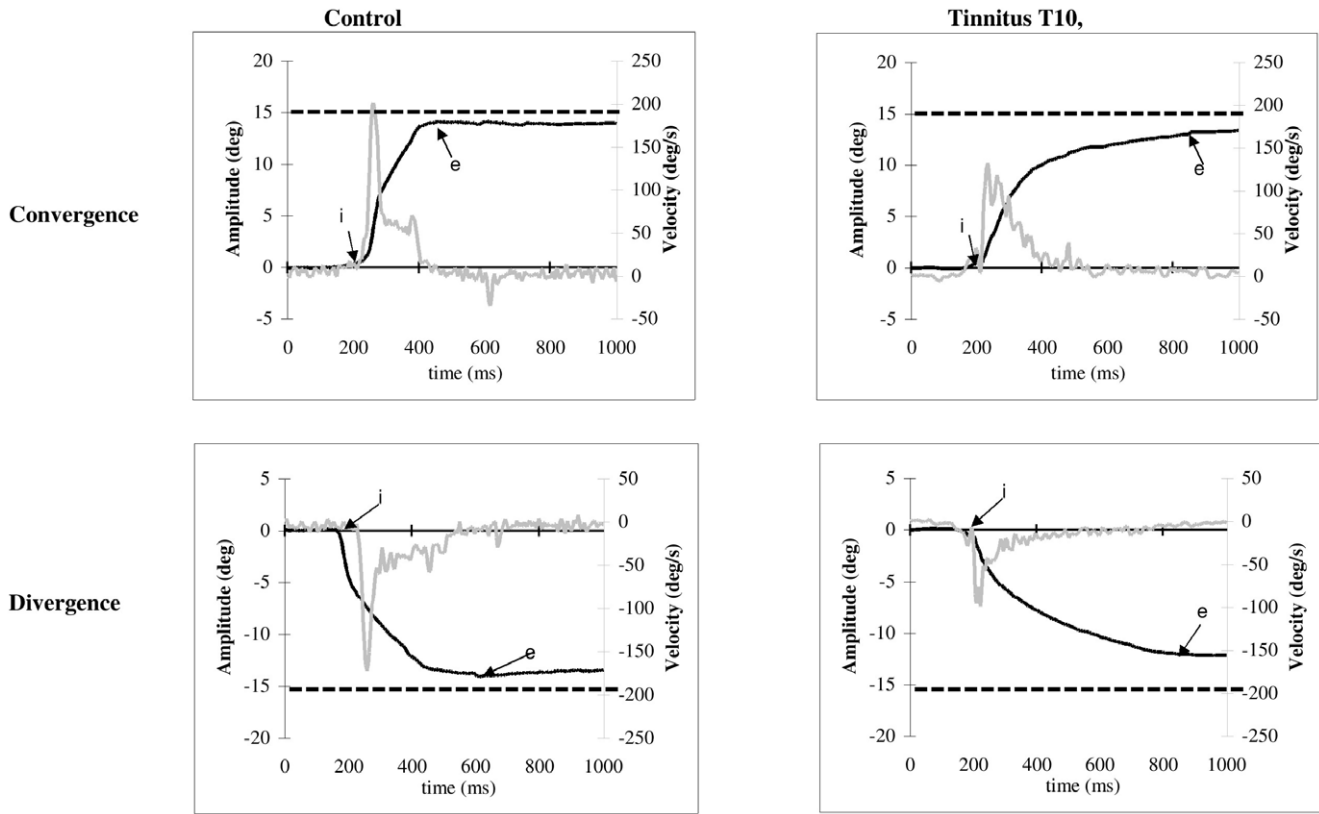 Control
Tinnitus T10,
Convergence
Amplitude (deg)
20
15
10
5
0
-5
i
e
250
200
150
100
50
0
-50
Velocity (deg/s)
0 200 400 600 800 1000
time (ms)
Amplitude (deg)
20
15
10
5
0
-5
i
e
250
200
150
100
50
0
-50
Velocity (deg/s)
0 200 400 600 800 1000
time (ms)
Divergence
Amplitude (deg)
5
0
-5
-10
-15
-20
i
e
50
0
-50
-100
-150
-200
-250
Velocity (deg/s)
0 200 400 600 800 1000
time (ms)
Amplitude (deg)
5
0
-5
-10
-15
-20
i
e
50
0
-50
-100
-150
-200
-250
Velocity (deg/s)
0 200 400 600 800 1000
time (ms)